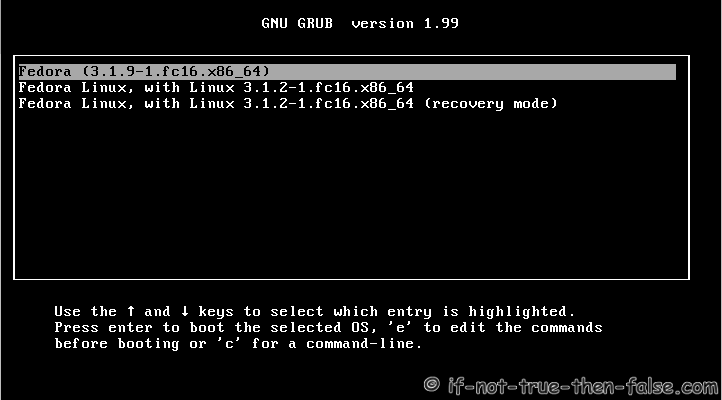 GNU GRUB  version 1.99
Fedora (3.1.9-1.fc16.x86_64)
Fedora Linux, with Linux 3.1.2-1.fc16.x86_64
Fedora Linux, with Linux 3.1.2-1.fc16.x86_64 (recovery mode)
Use the ↑ and ↓ keys to select which entry is highlighted.
Press enter to boot the selected OS, 'e' to edit the commands
before booting or 'c' for a command-line.
© if-not-true-then-false.com